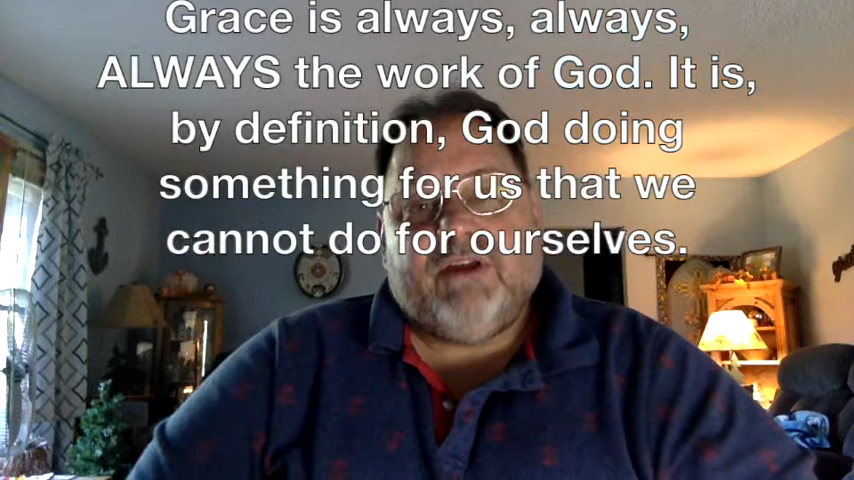 Grace is always, always,
ALWAYS the work of God. It is,
by definition, God doing
something for us that we
cannot do for ourselves.